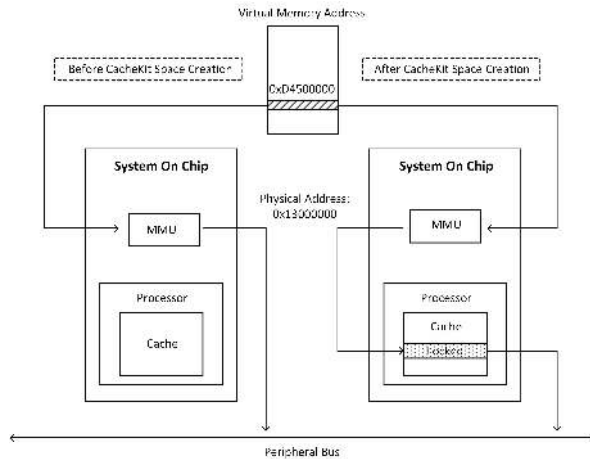 Virtual Memory Address
Before CacheKit Space Creation
After CacheKit Space Creation
0xD4500000
System On Chip
System On Chip
Physical Address:
0x13000000
MMU
MMU
Processor
Processor
Cache
Cache
Locked
Peripheral Bus